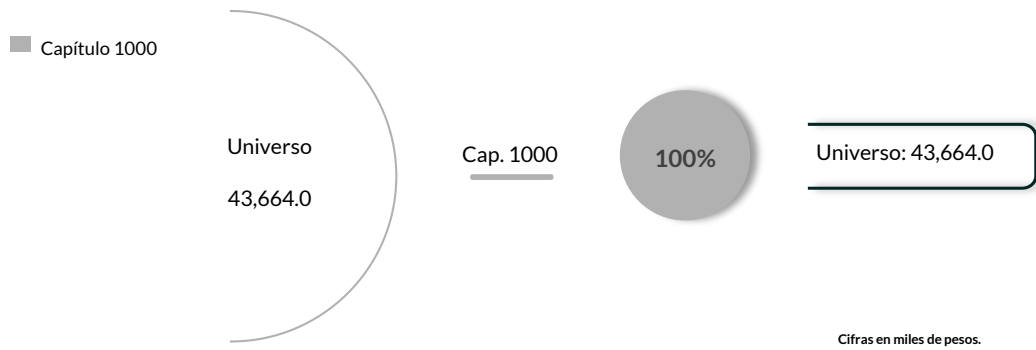 Capítulo 1000
Universo
43,664.0
Cap. 1000
100%
Universo: 43,664.0
Cifras en miles de pesos.